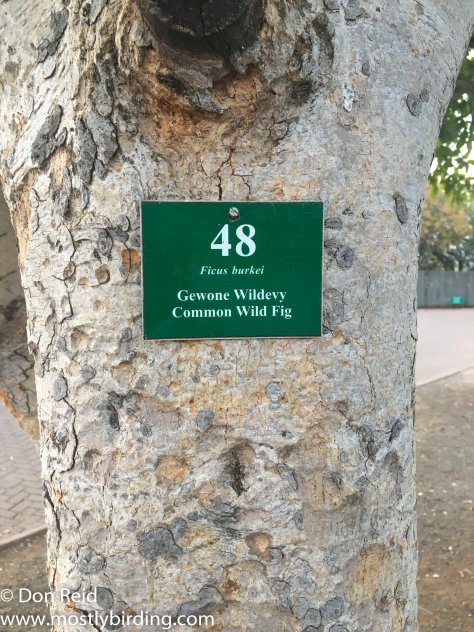 48
Ficus burkei
Gewone Wildevy
Common Wild Fig
© Don Reid
www.mostlybirding.com